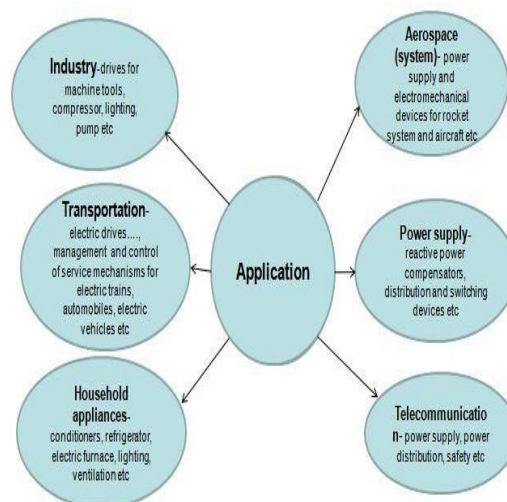 Industry-drives for
machine tools,
compressor, lighting,
pump etc
Aerospace
(system)- power
supply and
electromechanical
devices for rocket
system and aircraft etc
Transportation-
electric drives....,
management and control
of service mechanisms for
electric trains,
automobiles, electric
vehicles etc
Application
Power supply-
reactive power
compensators,
distribution and switching
devices etc
Household
appliances-
conditioners, refrigerator,
electric furnace, lighting,
ventilation etc
Telecommunicatio
n- power supply, power
distribution, safety etc